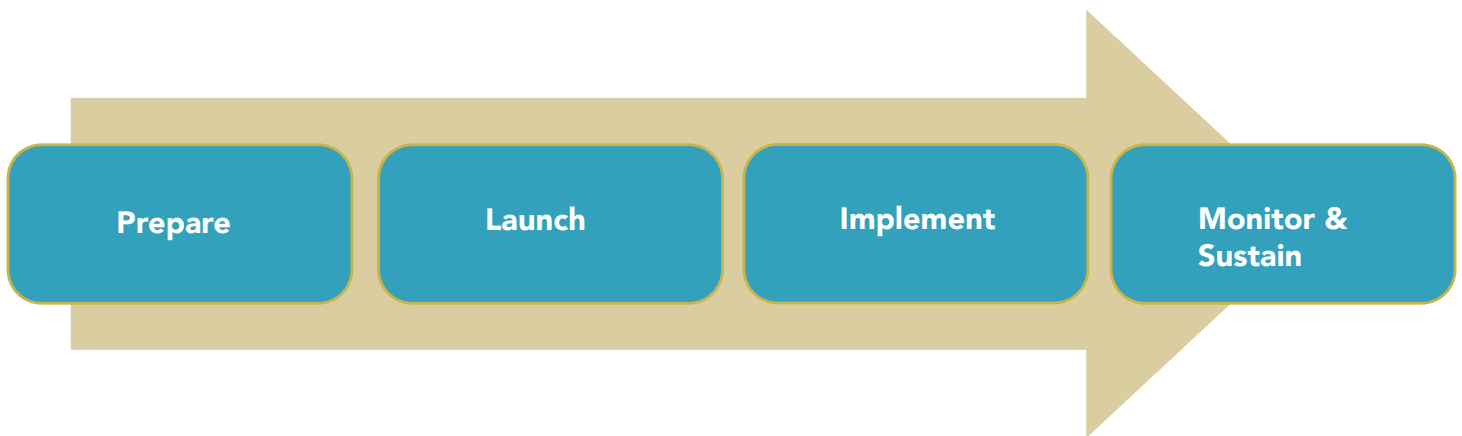 Prepare
Launch
Implement
Monitor &
Sustain